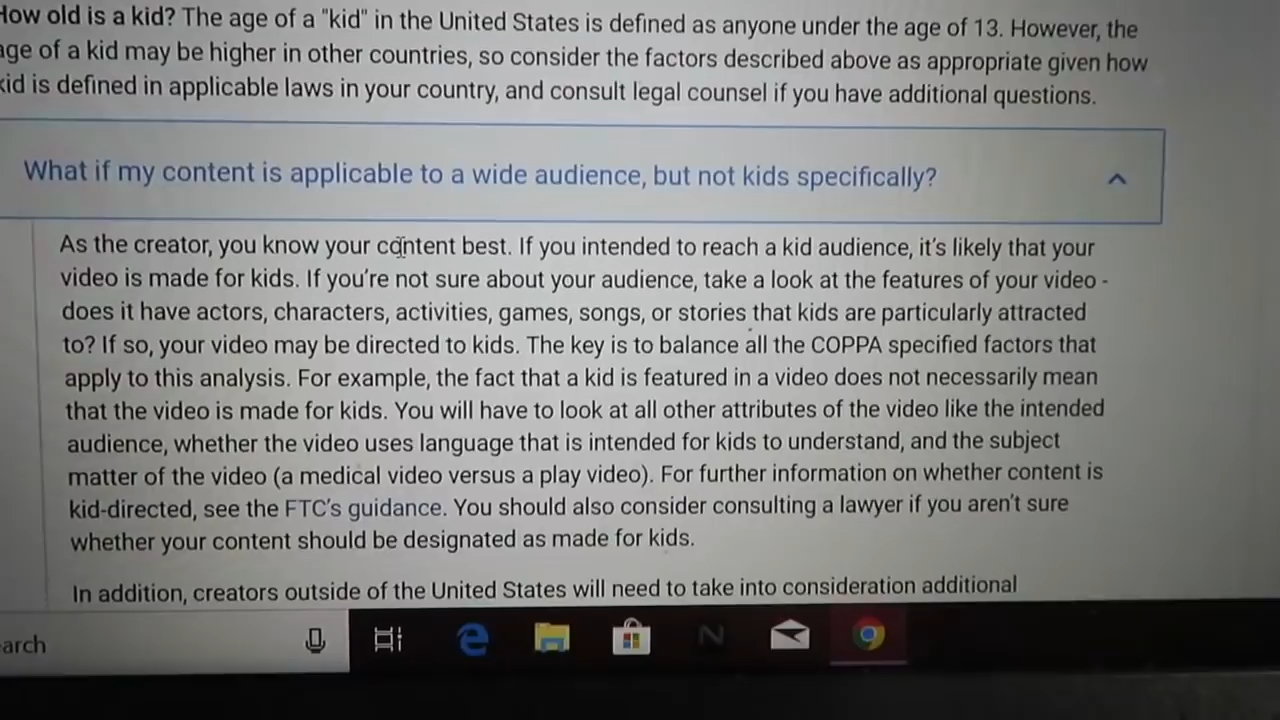 How old is a kid? The age of a "kid" in the United States is defined as anyone under the age of 13. However, the
age of a kid may be higher in other countries, so consider the factors described above as appropriate given how
kid is defined in applicable laws in your country, and consult legal counsel if you have additional questions.
What if my content is applicable to a wide audience, but not kids specifically?
As the creator, you know your content best. If you intended to reach a kid audience, it's likely that your
video is made for kids. If you're not sure about your audience, take a look at the features of your video -
does it have actors, characters, activities, games, songs, or stories that kids are particularly attracted
to? If so, your video may be directed to kids. The key is to balance all the COPPA specified factors that
apply to this analysis. For example, the fact that a kid is featured in a video does not necessarily mean
that the video is made for kids. You will have to look at all other attributes of the video like the intended
audience, whether the video uses language that is intended for kids to understand, and the subject
matter of the video (a medical video versus a play video). For further information on whether content is
kid-directed, see the FTC's guidance. You should also consider consulting a lawyer if you aren't sure
whether your content should be designated as made for kids.
In addition, creators outside of the United States will need to take into consideration additional
earch